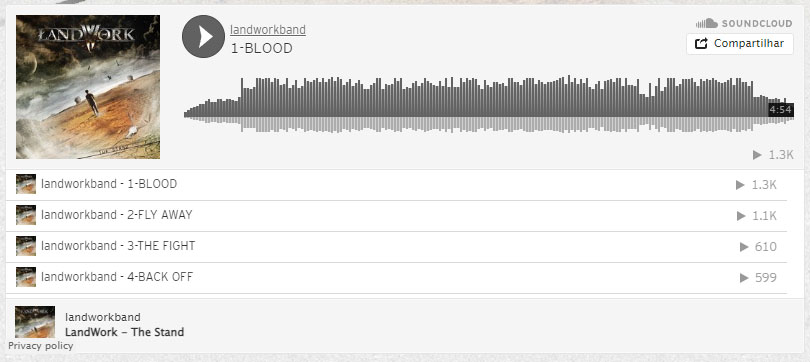 LANDWORK
THE STAND
landworkband
1-BLOOD
SOUNDCLOUD
Compartilhar
4:54
1.3K
landworkband - 1-BLOOD 1.3K
landworkband - 2-FLY AWAY 1.1K
landworkband - 3-THE FIGHT 610
landworkband - 4-BACK OFF 599
landworkband
LandWork - The Stand
Privacy policy